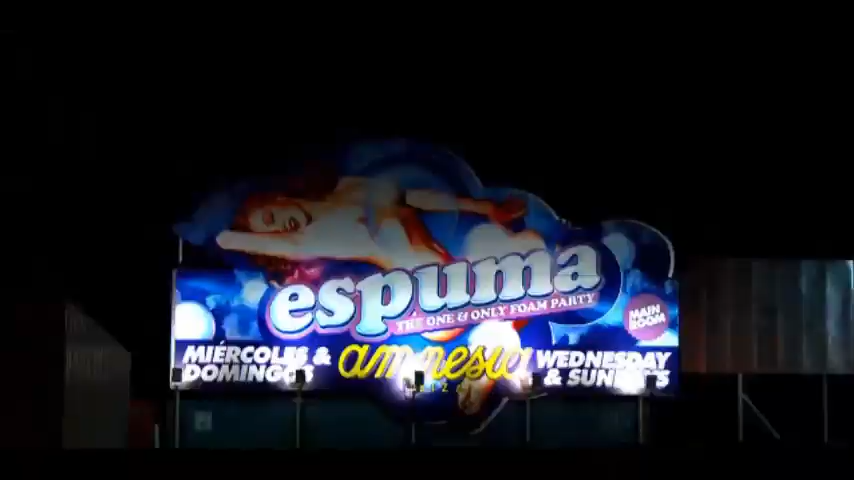 espuma
THE ONE & ONLY FOAM PARTY
MAIN
ROOM
MIÉRCOLES &
DOMINGOS
amnesia
WEDNESDAY
& SUNDAYS